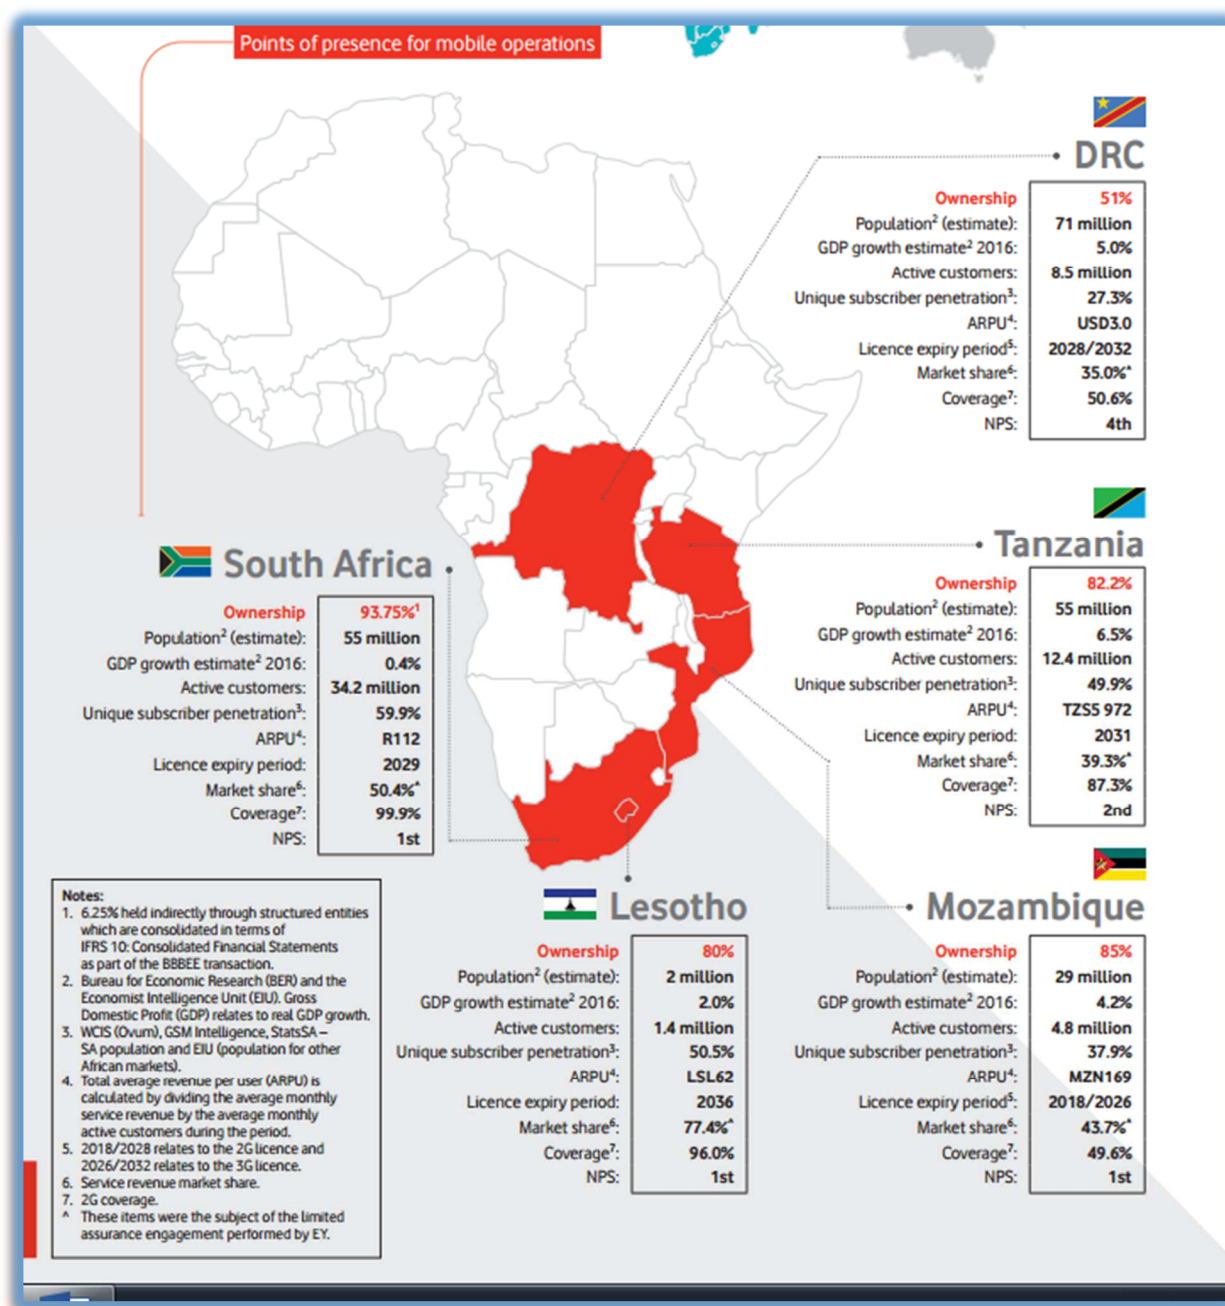 Points of presence for mobile operations
DRC
Ownership 51%
Population² (estimate): 71 million
GDP growth estimate² 2016: 5.0%
Active customers: 8.5 million
Unique subscriber penetration³: 27.3%
ARPU⁴: USD3.0
Licence expiry period⁵: 2028/2032
Market share⁶: 35.0%^
Coverage⁷: 50.6%
NPS: 4th
Tanzania
Ownership 82.2%
Population² (estimate): 55 million
GDP growth estimate² 2016: 6.5%
Active customers: 12.4 million
Unique subscriber penetration³: 49.9%
ARPU⁴: TZS5 972
Licence expiry period: 2031
Market share⁶: 39.3%^
Coverage⁷: 87.3%
NPS: 2nd
South Africa
Ownership 93.75%¹
Population² (estimate): 55 million
GDP growth estimate² 2016: 0.4%
Active customers: 34.2 million
Unique subscriber penetration³: 59.9%
ARPU⁴: R112
Licence expiry period: 2029
Market share⁶: 50.4%^
Coverage⁷: 99.9%
NPS: 1st
Lesotho
Ownership 80%
Population² (estimate): 2 million
GDP growth estimate² 2016: 2.0%
Active customers: 1.4 million
Unique subscriber penetration³: 50.5%
ARPU⁴: LSL62
Licence expiry period: 2036
Market share⁶: 77.4%^
Coverage⁷: 96.0%
NPS: 1st
Mozambique
Ownership 85%
Population² (estimate): 29 million
GDP growth estimate² 2016: 4.2%
Active customers: 4.8 million
Unique subscriber penetration³: 37.9%
ARPU⁴: MZN169
Licence expiry period⁵: 2018/2026
Market share⁶: 43.7%^
Coverage⁷: 49.6%
NPS: 1st
Notes:
1. 6.25% held indirectly through structured entities
which are consolidated in terms of
IFRS 10: Consolidated Financial Statements
as part of the BBBEE transaction.
2. Bureau for Economic Research (BER) and the
Economist Intelligence Unit (EIU). Gross
Domestic Profit (GDP) relates to real GDP growth.
3. WCIS (Ovum), GSM Intelligence, StatsSA –
SA population and EIU (population for other
African markets).
4. Total average revenue per user (ARPU) is
calculated by dividing the average monthly
service revenue by the average monthly
active customers during the period.
5. 2018/2028 relates to the 2G licence and
2026/2032 relates to the 3G licence.
6. Service revenue market share.
7. 2G coverage.
^ These items were the subject of the limited
assurance engagement performed by EY.